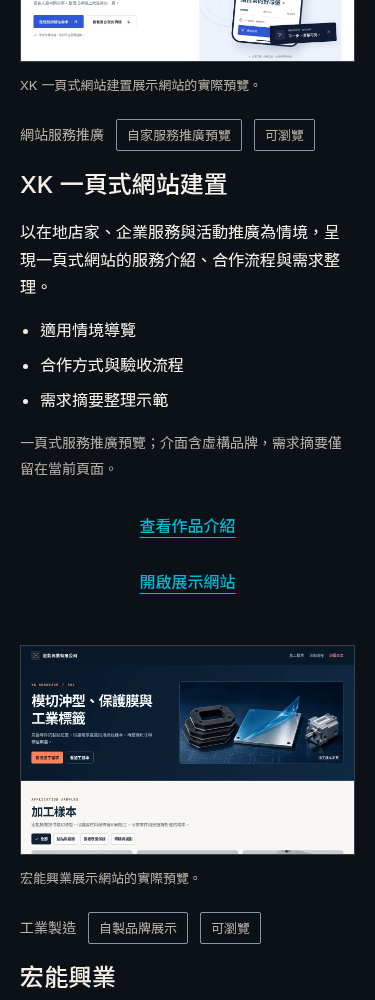 XK 一頁式網站建置展示網站的實際預覽。
網站服務推廣
自家服務推廣預覽
可瀏覽
XK 一頁式網站建置
以在地店家、企業服務與活動推廣為情境，呈
現一頁式網站的服務介紹、合作流程與需求整
理。
適用情境導覽
合作方式與驗收流程
需求摘要整理示範
一頁式服務推廣預覽；介面含虛構品牌，需求摘要僅
留在當前頁面。
查看作品介紹
開啟展示網站
模切沖型、保護膜與
工業標籤
APPLICATION SAMPLES
加工樣本
宏能興業展示網站的實際預覽。
工業製造
自製品牌展示
可瀏覽
宏能興業